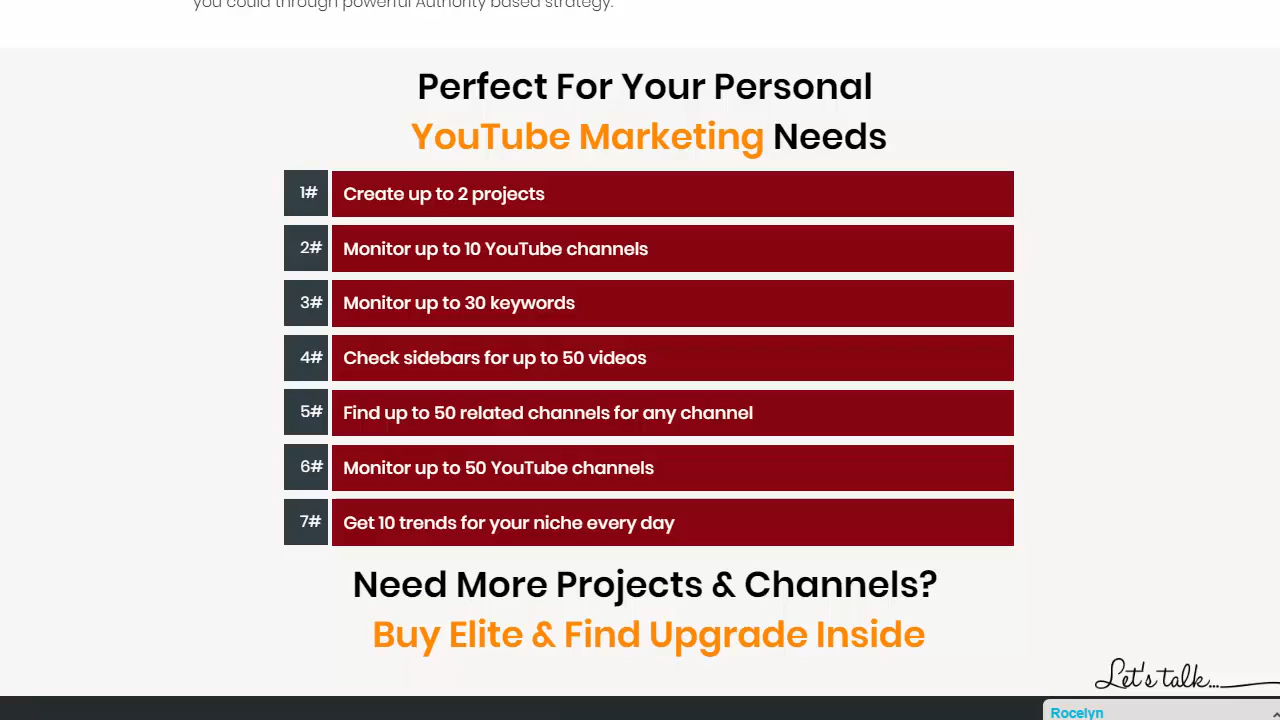 you could through powerful Authority based strategy.
Perfect For Your Personal
YouTube Marketing Needs
1# Create up to 2 projects
2# Monitor up to 10 YouTube channels
3# Monitor up to 30 keywords
4# Check sidebars for up to 50 videos
5# Find up to 50 related channels for any channel
6# Monitor up to 50 YouTube channels
7# Get 10 trends for your niche every day
Need More Projects & Channels?
Buy Elite & Find Upgrade Inside
Let's talk...
Rocelyn